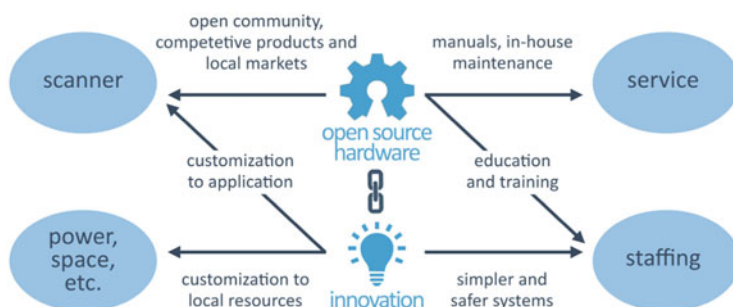 open community,
competetive products and
local markets
manuals, in-house
maintenance
scanner
service
open source
hardware
customization
to application
education
and training
power,
space,
etc.
staffing
customization to
local resources
innovation
simpler and
safer systems